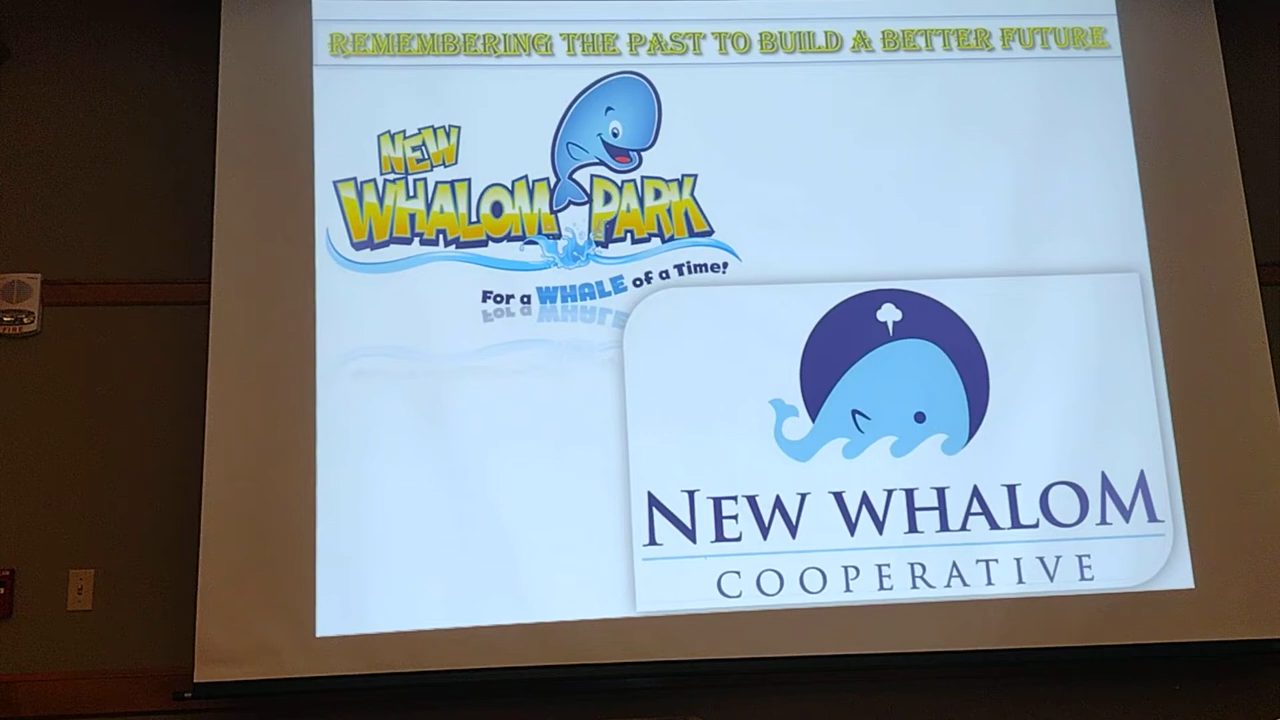 REMEMBERING THE PAST TO BUILD A BETTER FUTURE
NEW
WHALOM PARK
For a WHALE of a Time!
NEW WHALOM
COOPERATIVE
FIRE